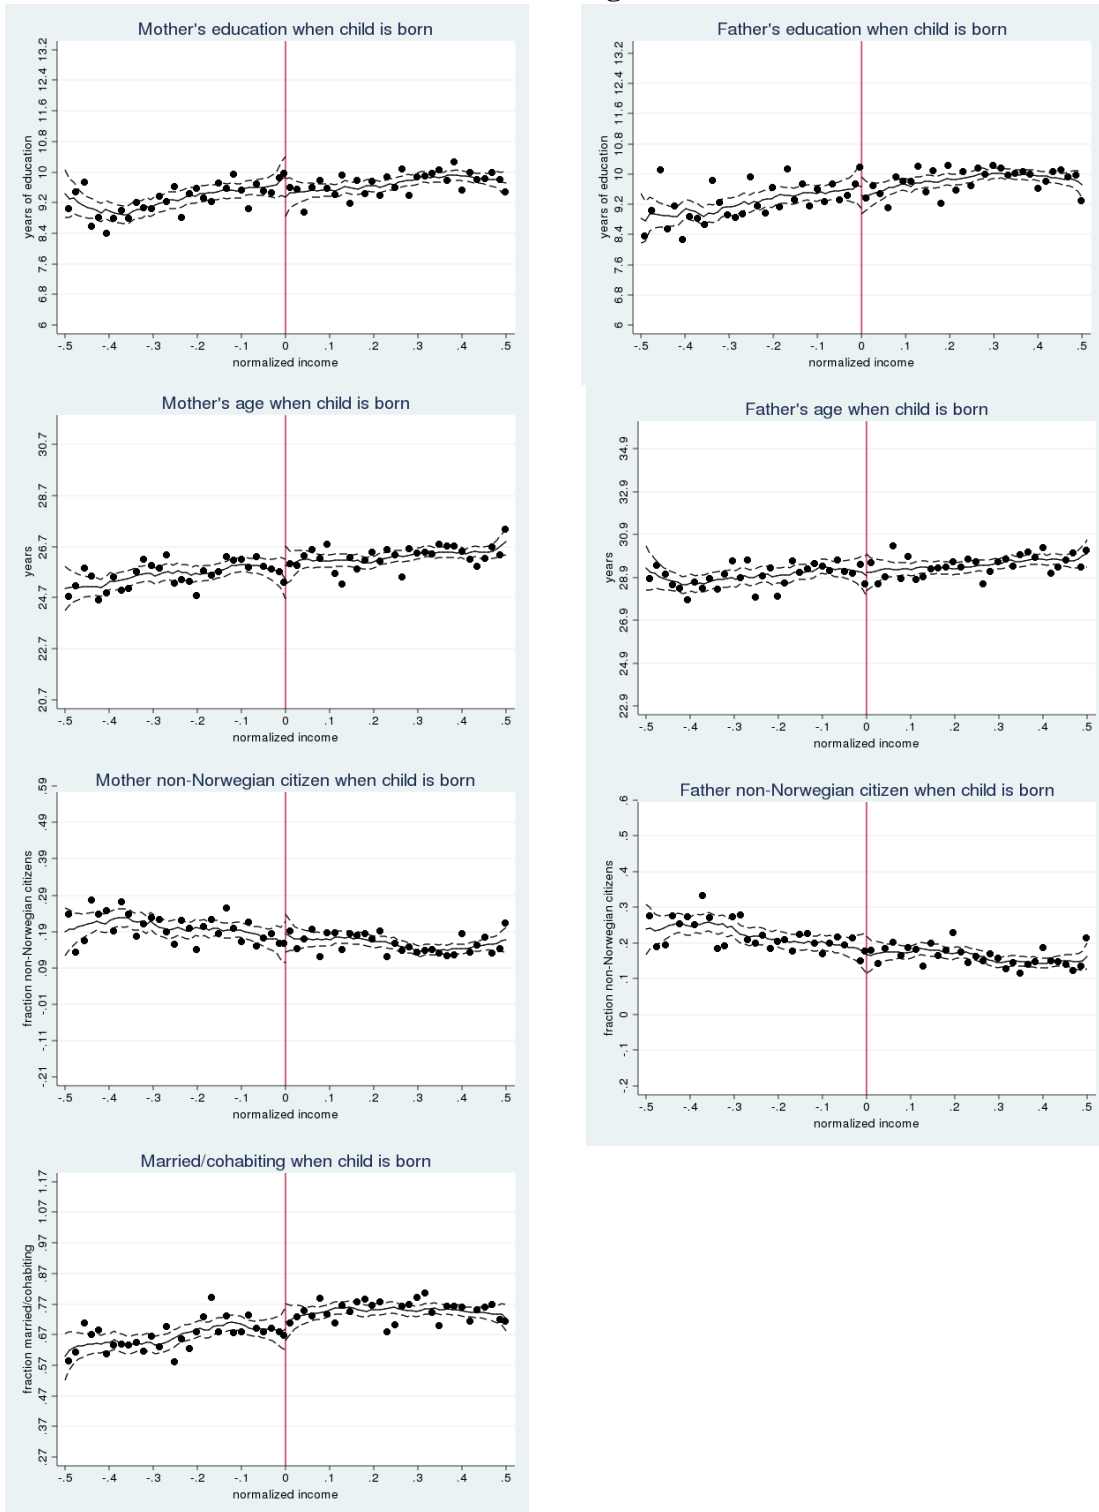 Mother's education when child is born
years of education
13.2
12.4
11.6
10.8
10
9.2
8.4
7.6
6.8
6
-.5 -.4 -.3 -.2 -.1 0 .1 .2 .3 .4 .5
normalized income
Father's education when child is born
years of education
13.2
12.4
11.6
10.8
10
9.2
8.4
7.6
6.8
6
-.5 -.4 -.3 -.2 -.1 0 .1 .2 .3 .4 .5
normalized income
Mother's age when child is born
years
30.7
28.7
26.7
24.7
22.7
20.7
-.5 -.4 -.3 -.2 -.1 0 .1 .2 .3 .4 .5
normalized income
Father's age when child is born
years
34.9
32.9
30.9
28.9
26.9
24.9
22.9
-.5 -.4 -.3 -.2 -.1 0 .1 .2 .3 .4 .5
normalized income
Mother non-Norwegian citizen when child is born
fraction non-Norwegian citizens
.59
.49
.39
.29
.19
.09
-.01
-.11
-.21
-.5 -.4 -.3 -.2 -.1 0 .1 .2 .3 .4 .5
normalized income
Father non-Norwegian citizen when child is born
fraction non-Norwegian citizens
.6
.5
.4
.3
.2
.1
0
-.1
-.2
-.5 -.4 -.3 -.2 -.1 0 .1 .2 .3 .4 .5
normalized income
Married/cohabiting when child is born
fraction married/cohabiting
1.17
1.07
.97
.87
.77
.67
.57
.47
.37
.27
-.5 -.4 -.3 -.2 -.1 0 .1 .2 .3 .4 .5
normalized income